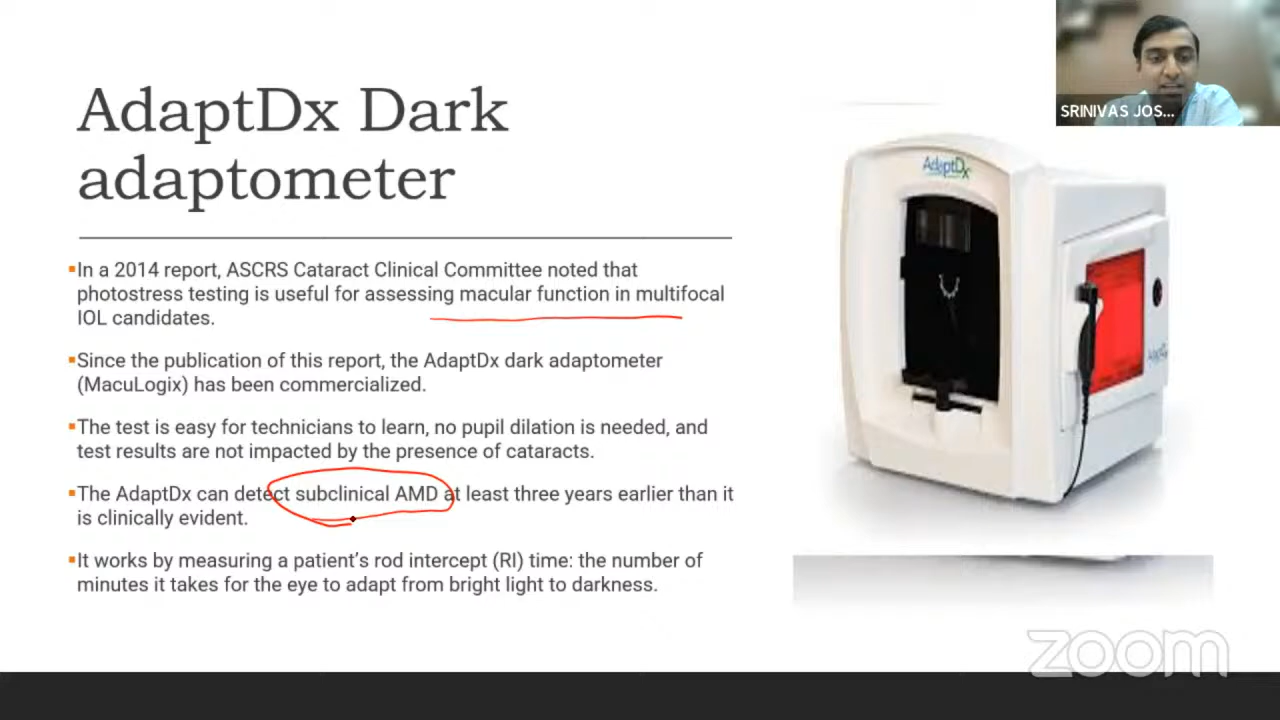 AdaptDx Dark
adaptometer
▪In a 2014 report, ASCRS Cataract Clinical Committee noted that
photostress testing is useful for assessing macular function in multifocal
IOL candidates.
▪Since the publication of this report, the AdaptDx dark adaptometer
(MacuLogix) has been commercialized.
▪The test is easy for technicians to learn, no pupil dilation is needed, and
test results are not impacted by the presence of cataracts.
▪The AdaptDx can detect subclinical AMD at least three years earlier than it
is clinically evident.
▪It works by measuring a patient’s rod intercept (RI) time: the number of
minutes it takes for the eye to adapt from bright light to darkness.
SRINIVAS JOS...
AdaptDx
AdaptDx
zoom